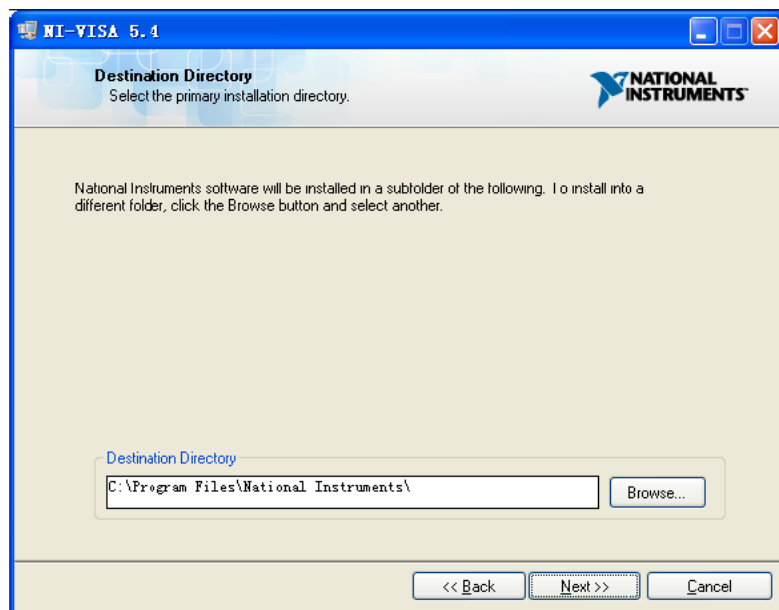 NI-VISA 5.4
Destination Directory
Select the primary installation directory.
NATIONAL
INSTRUMENTS™
National Instruments software will be installed in a subfolder of the following. To install into a
different folder, click the Browse button and select another.
Destination Directory
C:\Program Files\National Instruments\
Browse...
<< Back
Next >>
Cancel